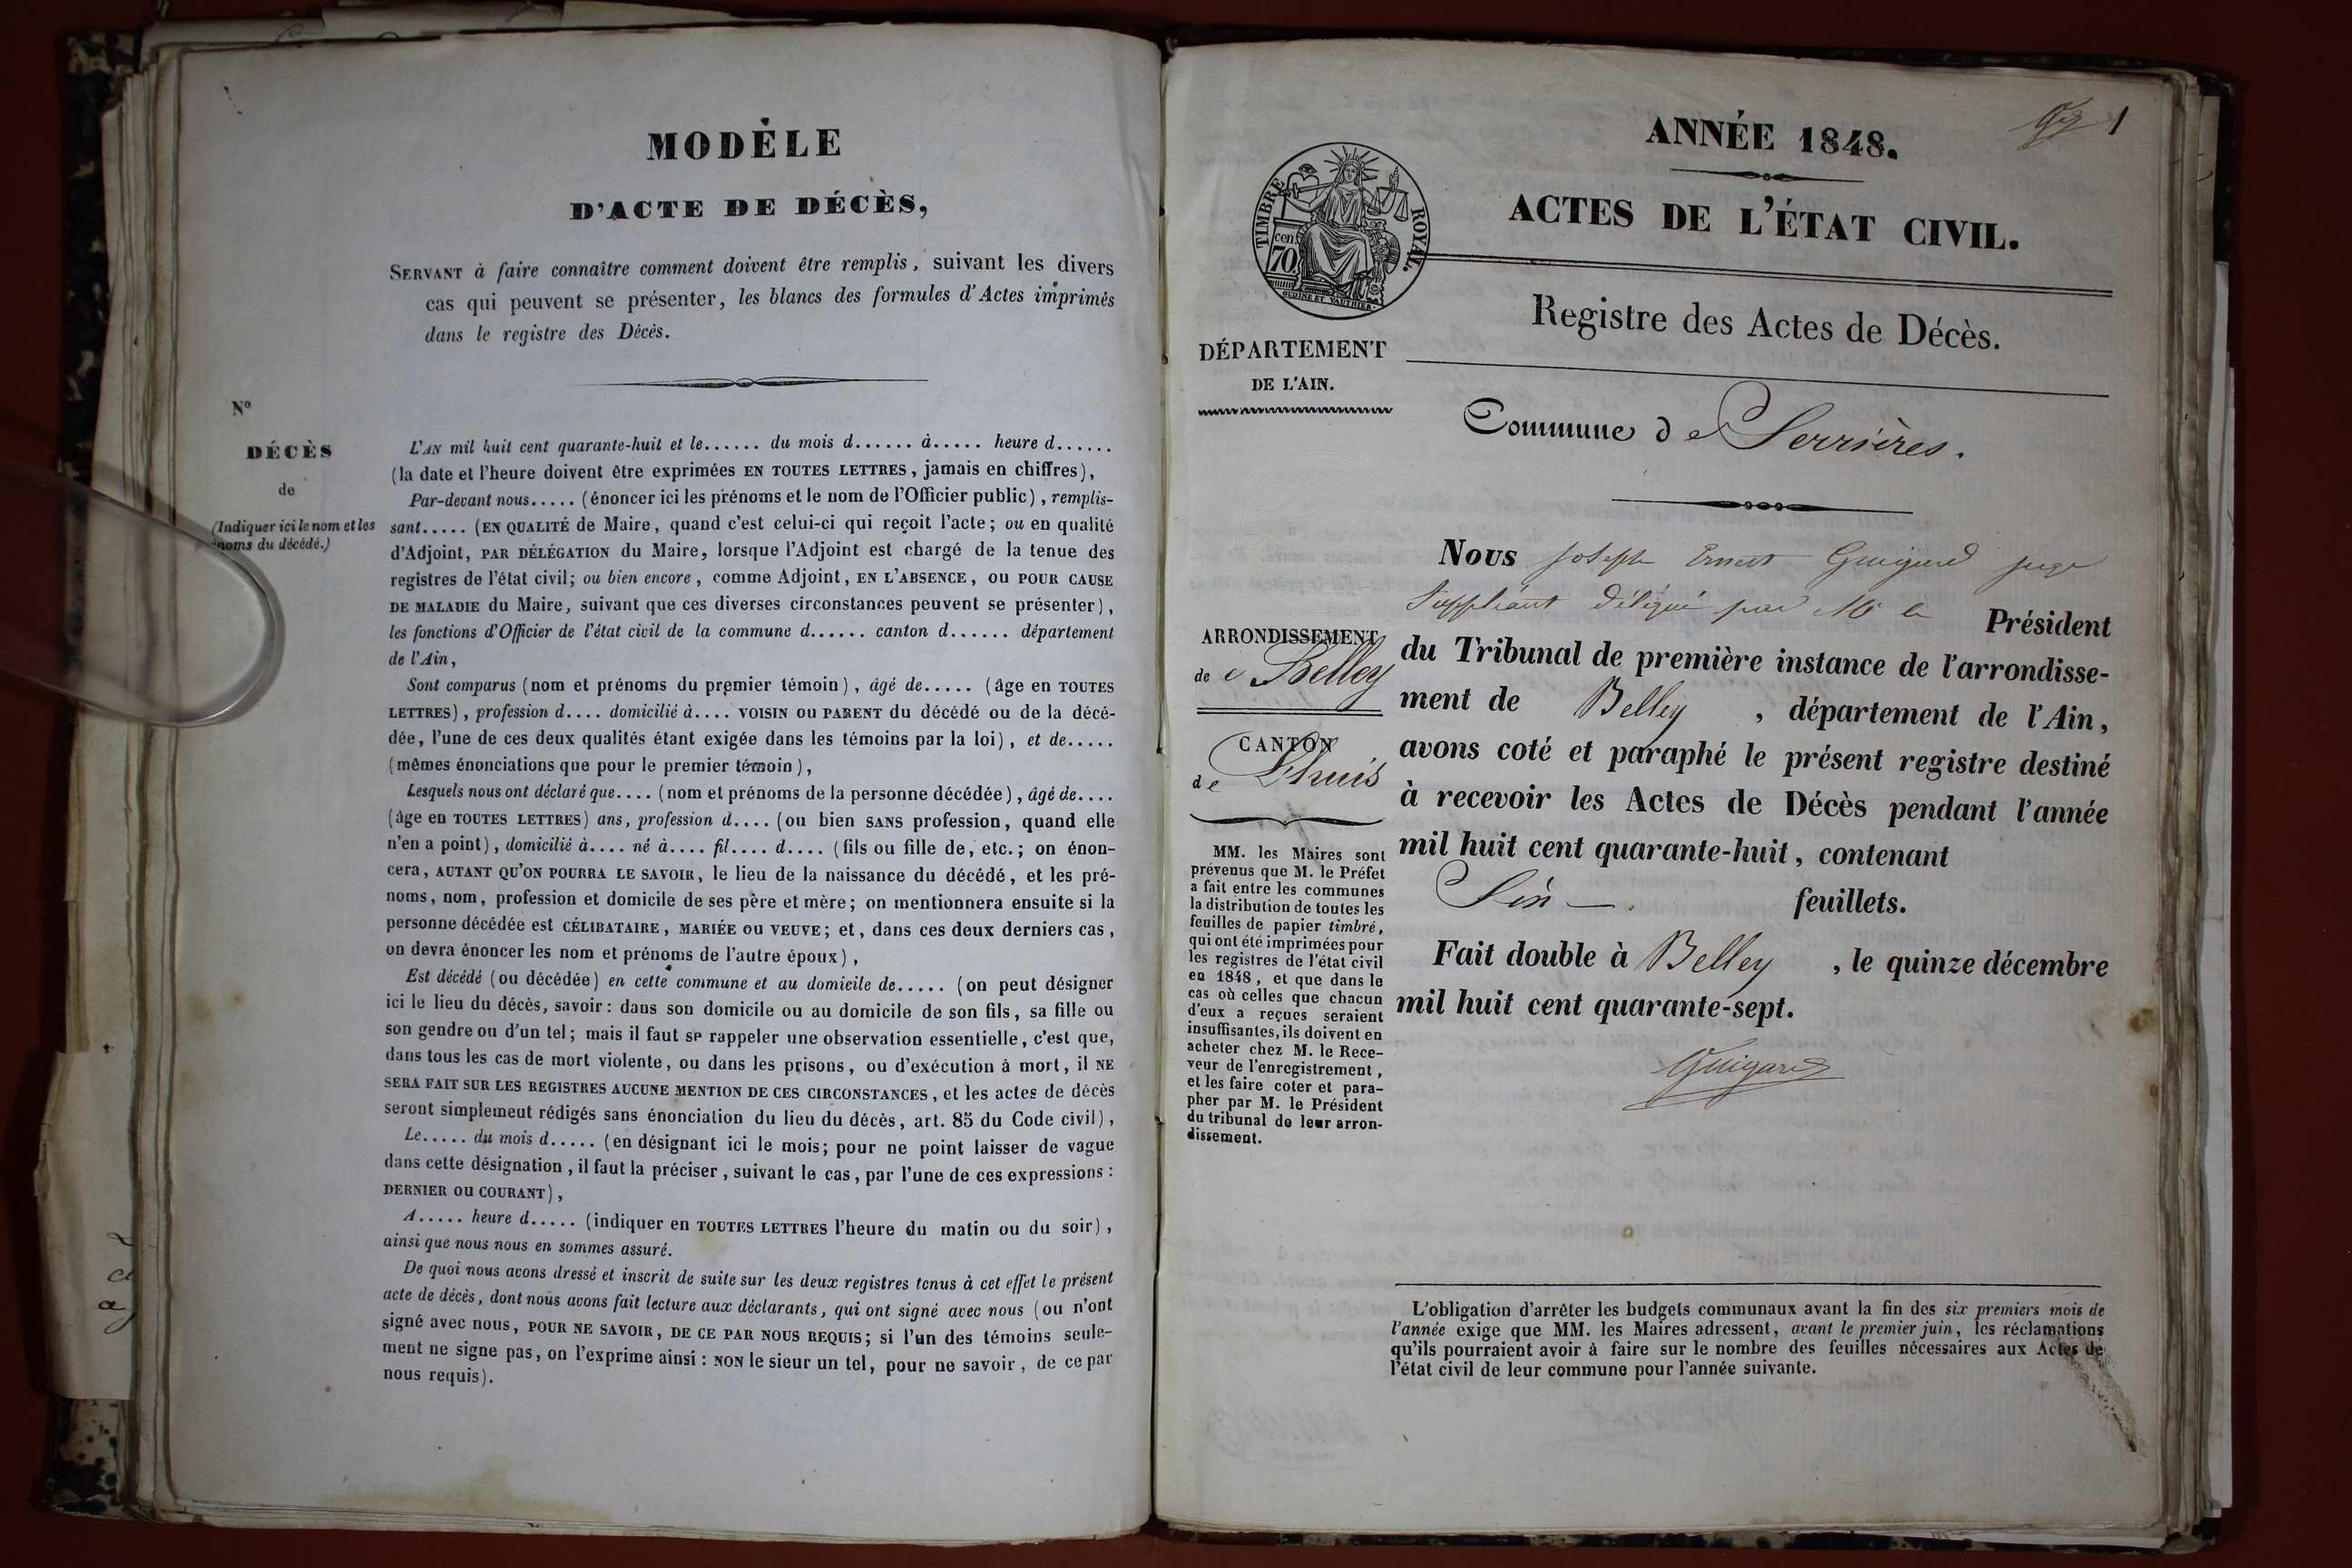 MODÈLE
D'ACTE DE DÉCÈS,
SERVANT à faire connaître comment doivent être remplis, suivant les divers
cas qui peuvent se présenter, les blancs des formules d'Actes imprimés
dans le registre des Décès.
N°
DÉCÈS
de
(Indiquer ici le nom et les
noms du décédé.)
L'AN mil huit cent quarante-huit et le...... du mois d...... à..... heure d......
(la date et l'heure doivent être exprimées EN TOUTES LETTRES, jamais en chiffres),
Par-devant nous..... (énoncer ici les prénoms et le nom de l'Officier public), remplis-
sant..... (EN QUALITÉ de Maire, quand c'est celui-ci qui reçoit l'acte; ou en qualité
d'Adjoint, PAR DÉLÉGATION du Maire, lorsque l'Adjoint est chargé de la tenue des
registres de l'état civil; ou bien encore, comme Adjoint, EN L'ABSENCE, OU POUR CAUSE
DE MALADIE du Maire, suivant que ces diverses circonstances peuvent se présenter),
les fonctions d'Officier de l'état civil de la commune d...... canton d...... département
de l'Ain,
Sont comparus (nom et prénoms du premier témoin), âgé de..... (âge en TOUTES
LETTRES), profession d.... domicilié à.... VOISIN OU PARENT du décédé ou de la décé-
dée, l'une de ces deux qualités étant exigée dans les témoins par la loi), et de.....
(mêmes énonciations que pour le premier témoin),
Lesquels nous ont déclaré que.... (nom et prénoms de la personne décédée), âgé de....
(âge en TOUTES LETTRES) ans, profession d.... (ou bien SANS profession, quand elle
n'en a point), domicilié à.... né à.... fil.... d.... (fils ou fille de, etc.; on énon-
cera, AUTANT QU'ON POURRA LE SAVOIR, le lieu de la naissance du décédé, et les pré-
noms, nom, profession et domicile de ses père et mère; on mentionnera ensuite si la
personne décédée est CÉLIBATAIRE, MARIÉE OU VEUVE; et, dans ces deux derniers cas,
on devra énoncer les nom et prénoms de l'autre époux),
Est décédé (ou décédée) en cette commune et au domicile de..... (on peut désigner
ici le lieu du décès, savoir: dans son domicile ou au domicile de son fils, sa fille ou
son gendre ou d'un tel; mais il faut se rappeler une observation essentielle, c'est que,
dans tous les cas de mort violente, ou dans les prisons, ou d'exécution à mort, il NE
SERA FAIT SUR LES REGISTRES AUCUNE MENTION DE CES CIRCONSTANCES, et les actes de décès
seront simplement rédigés sans énonciation du lieu du décès, art. 85 du Code civil),
Le..... du mois d..... (en désignant ici le mois; pour ne point laisser de vague
dans cette désignation, il faut la préciser, suivant le cas, par l'une de ces expressions:
DERNIER OU COURANT),
A..... heure d..... (indiquer en TOUTES LETTRES l'heure du matin ou du soir),
ainsi que nous nous en sommes assuré.
De quoi nous avons dressé et inscrit de suite sur les deux registres tenus à cet effet le présent
acte de décès, dont nous avons fait lecture aux déclarants, qui ont signé avec nous (ou n'ont
signé avec nous, POUR NE SAVOIR, DE CE PAR NOUS REQUIS; si l'un des témoins seule-
ment ne signe pas, on l'exprime ainsi: NON le sieur un tel, pour ne savoir, de ce par
nous requis).
1
ANNÉE 1848.
ACTES DE L'ÉTAT CIVIL.
TIMBRE ROYAL.
cen. 70
OUDINÉ ET VAUTHIER.
Registre des Actes de Décès.
DÉPARTEMENT
DE L'AIN.
Commune de Serrières.
ARRONDISSEMENT
de Belley
CANTON
de Lhuis
MM. les Maires sont
prévenus que M. le Préfet
a fait entre les communes
la distribution de toutes les
feuilles de papier timbré,
qui ont été imprimées pour
les registres de l'état civil
en 1848, et que dans le
cas où celles que chacun
d'eux a reçues seraient
insuffisantes, ils doivent en
acheter chez M. le Rece-
veur de l'enregistrement,
et les faire coter et para-
pher par M. le Président
du tribunal de leur arron-
dissement.
Nous Joseph Ernest Guigard juge
suppléant délégué par Mr le Président
du Tribunal de première instance de l'arrondisse-
ment de Belley, département de l'Ain,
avons coté et paraphé le présent registre destiné
à recevoir les Actes de Décès pendant l'année
mil huit cent quarante-huit, contenant
Six feuillets.
Fait double à Belley, le quinze décembre
mil huit cent quarante-sept.
Guigard
L'obligation d'arrêter les budgets communaux avant la fin des six premiers mois de
l'année exige que MM. les Maires adressent, avant le premier juin, les réclamations
qu'ils pourraient avoir à faire sur le nombre des feuilles nécessaires aux Actes de
l'état civil de leur commune pour l'année suivante.